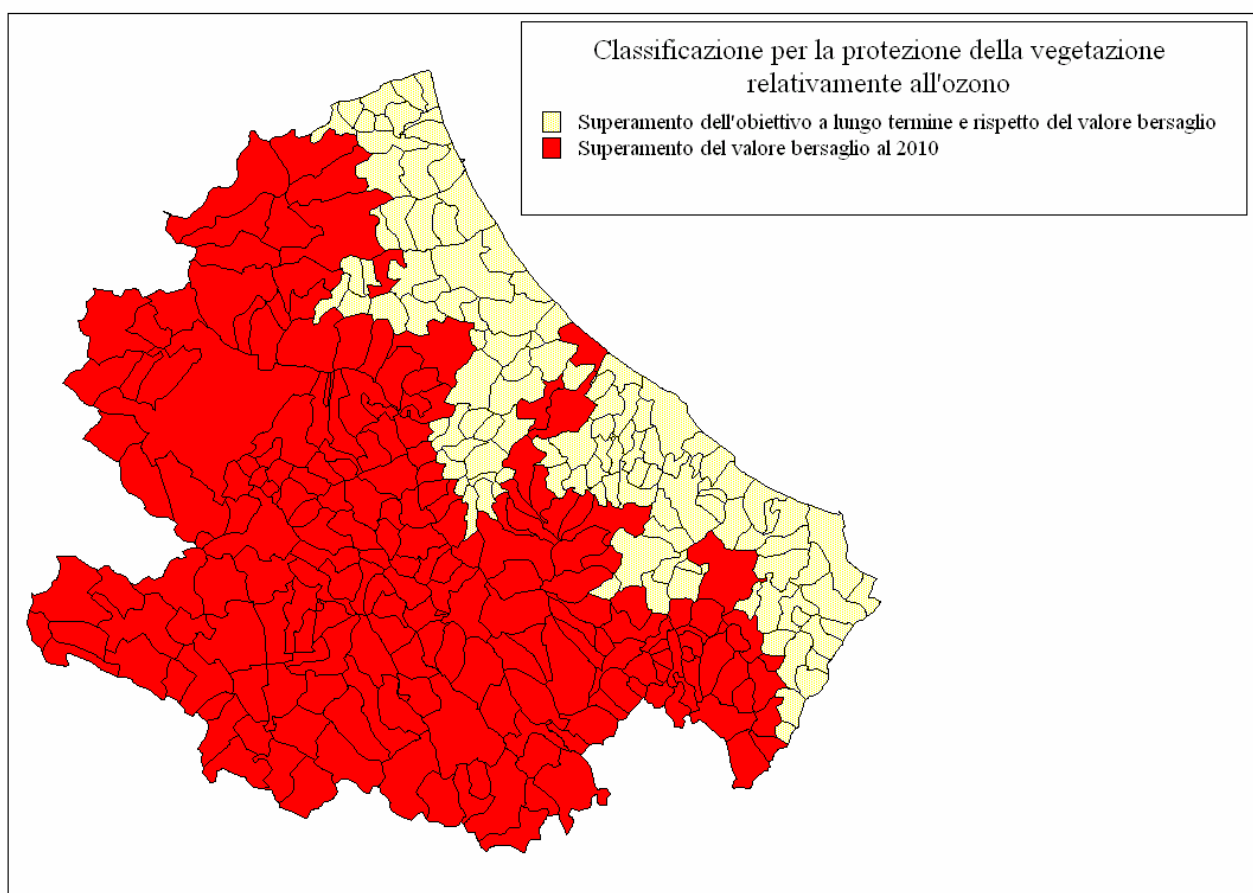 Classificazione per la protezione della vegetazione
relativamente all'ozono
Superamento dell'obiettivo a lungo termine e rispetto del valore bersaglio
Superamento del valore bersaglio al 2010